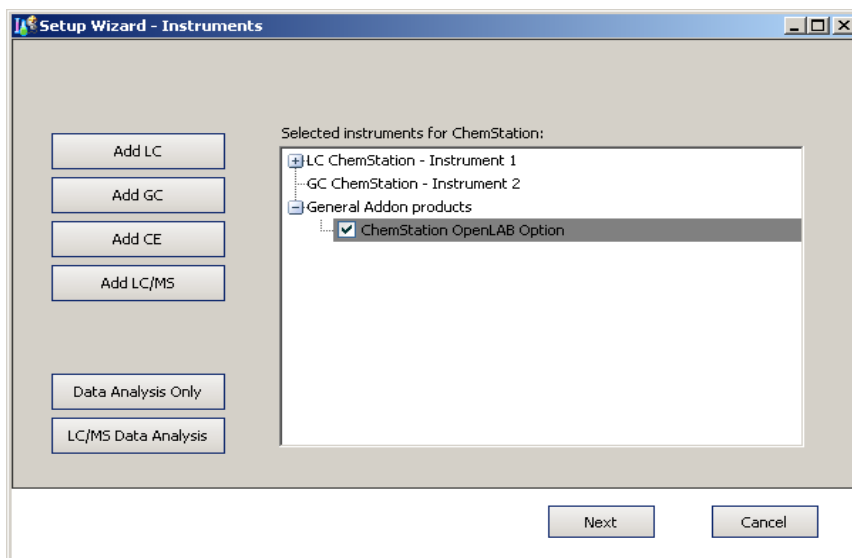 Setup Wizard - Instruments
Selected instruments for ChemStation:
Add LC
Add GC
Add CE
Add LC/MS
Data Analysis Only
LC/MS Data Analysis
LC ChemStation - Instrument 1
GC ChemStation - Instrument 2
General Addon products
ChemStation OpenLAB Option
Next
Cancel